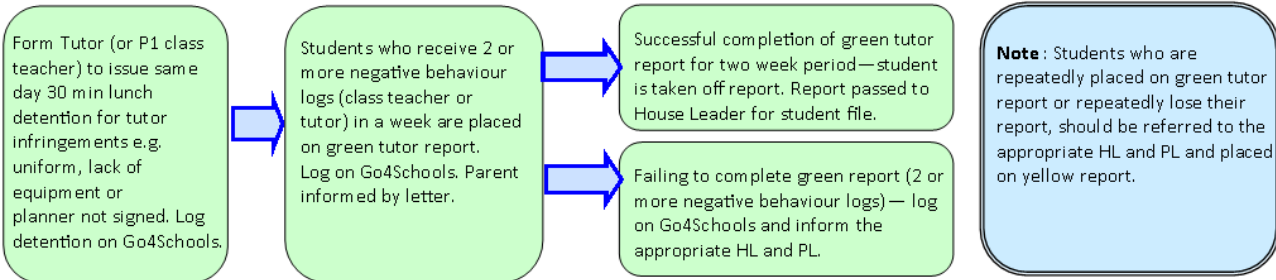 Form Tutor (or P1 class
teacher) to issue same
day 30 min lunch
detention for tutor
infringements e.g.
uniform, lack of
equipment or
planner not signed. Log
detention on Go4Schools.
Students who receive 2 or
more negative behaviour
logs (class teacher or
tutor) in a week are placed
on green tutor report.
Log on Go4Schools. Parent
informed by letter.
Successful completion of green tutor
report for two week period—student
is taken off report. Report passed to
House Leader for student file.
Failing to complete green report (2 or
more negative behaviour logs)— log
on Go4Schools and inform the
appropriate HL and PL.
Note : Students who are
repeatedly placed on green tutor
report or repeatedly lose their
report, should be referred to the
appropriate HL and PL and placed
on yellow report.